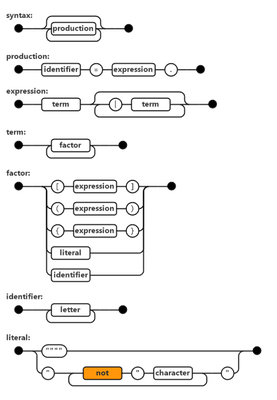 syntax:
production
production:
identifier = expression .
expression:
term | term
term:
factor
factor:
[ expression ]
( expression )
{ expression }
literal
identifier
identifier:
letter
literal:
""""
" not " character "